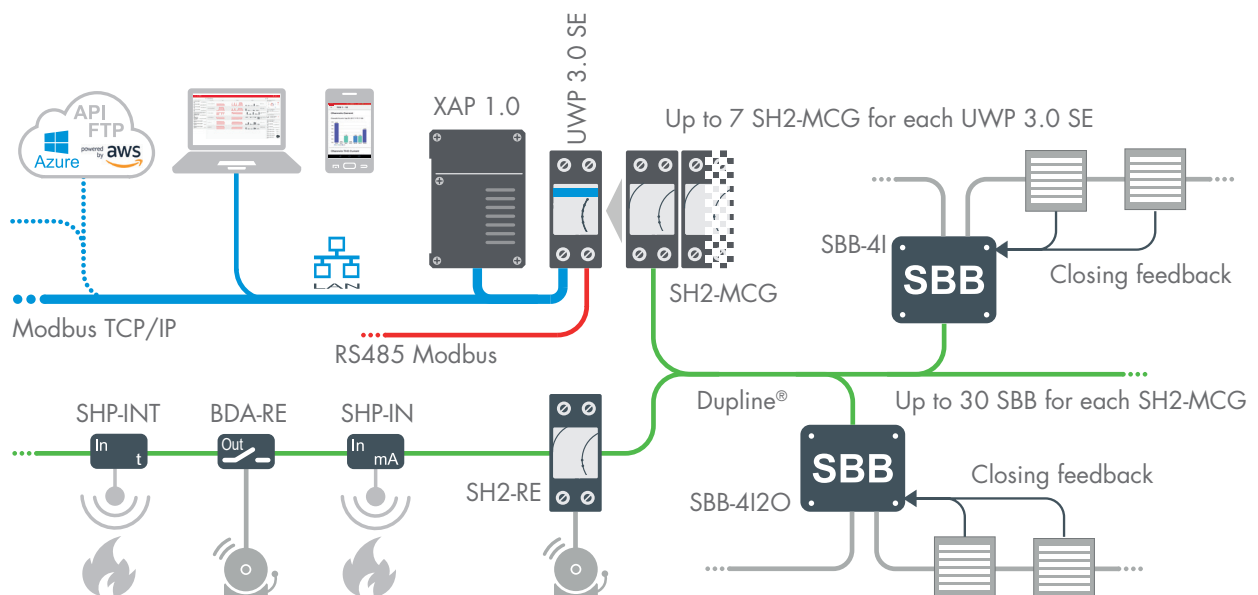 API
FTP
Azure
powered by aws
XAP 1.0
UWP 3.0 SE
Up to 7 SH2-MCG for each UWP 3.0 SE
SBB-4I
SBB
Closing feedback
LAN
SH2-MCG
Modbus TCP/IP
RS485 Modbus
Dupline®
Up to 30 SBB for each SH2-MCG
SHP-INT
BDA-RE
SHP-IN
In
t
Out
In
mA
SH2-RE
SBB
Closing feedback
SBB-4I2O